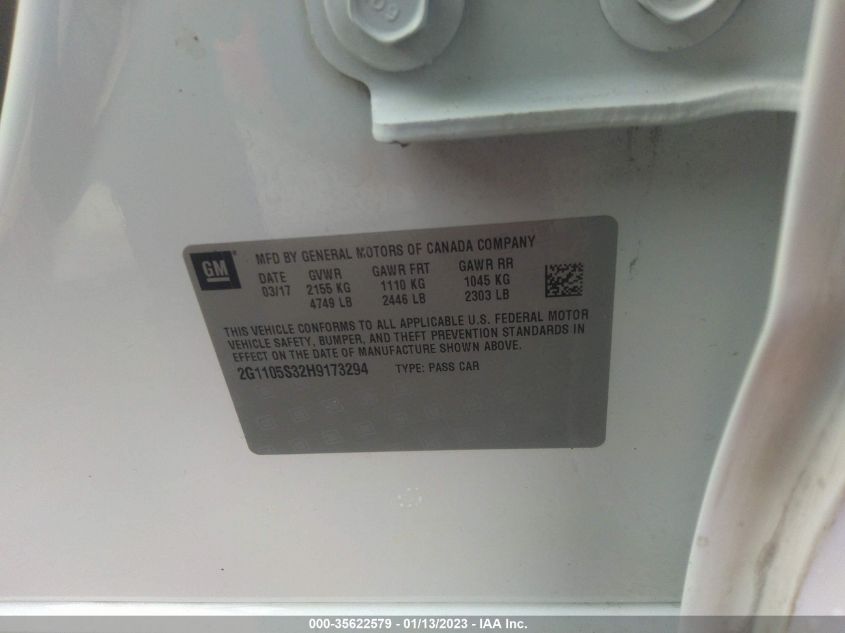 GM
MFD BY GENERAL MOTORS OF CANADA COMPANY
DATE GVWR GAWR FRT GAWR RR
03/17 2155 KG 1110 KG 1045 KG
4749 LB 2446 LB 2303 LB
THIS VEHICLE CONFORMS TO ALL APPLICABLE U.S. FEDERAL MOTOR
VEHICLE SAFETY, BUMPER, AND THEFT PREVENTION STANDARDS IN
EFFECT ON THE DATE OF MANUFACTURE SHOWN ABOVE.
2G1105S32H9173294 TYPE: PASS CAR
000-35622579 - 01/13/2023 - IAA Inc.